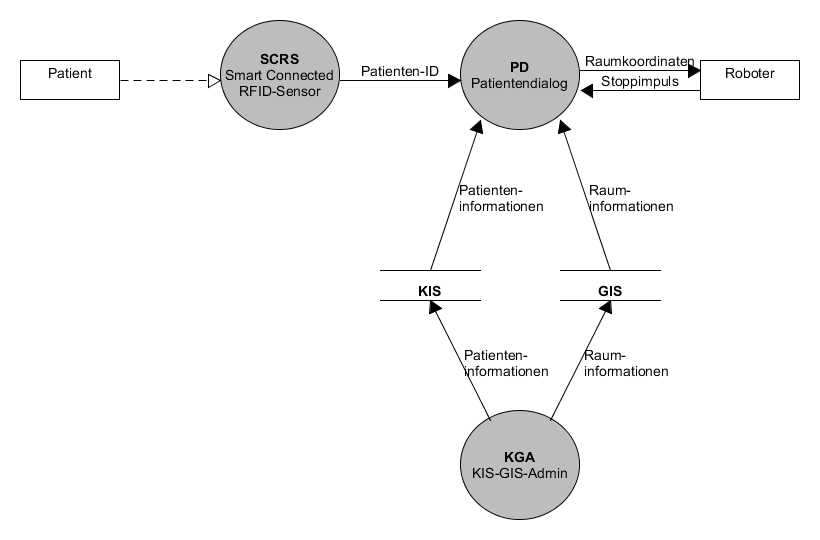 Patient
SCRS
Smart Connected
RFID-Sensor
Patienten-ID
PD
Patientendialog
Raumkoordinaten
Stoppimpuls
Roboter
Patienten-
informationen
Raum-
informationen
KIS
GIS
Patienten-
informationen
Raum-
informationen
KGA
KIS-GIS-Admin